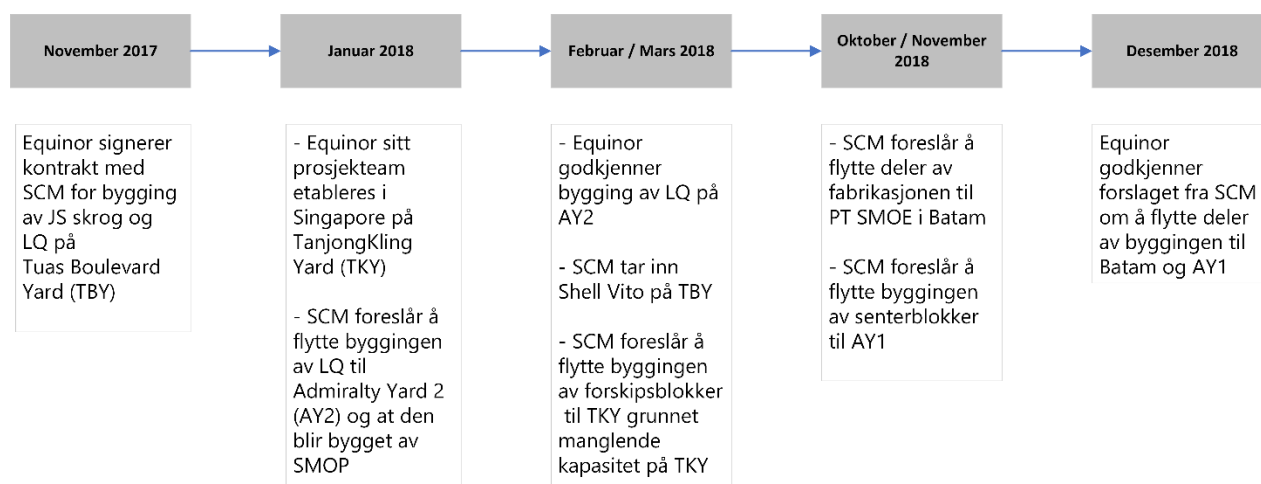 November 2017
Januar 2018
Februar / Mars 2018
Oktober / November
2018
Desember 2018
Equinor signerer
kontrakt med
SCM for bygging
av JS skrog og
LQ på
Tuas Boulevard
Yard (TBY)
- Equinor sitt
prosjekteam
etableres i
Singapore på
TanjongKling
Yard (TKY)
- SCM foreslår å
flytte byggingen
av LQ til
Admiralty Yard 2
(AY2) og at den
blir bygget av
SMOP
- Equinor
godkjenner
bygging av LQ på
AY2
- SCM tar inn
Shell Vito på TBY
- SCM foreslår å
flytte byggingen
av forskipsblokker
til TKY grunnet
manglende
kapasitet på TKY
- SCM foreslår å
flytte deler av
fabrikasjonen til
PT SMOE i Batam
- SCM foreslår å
flytte byggingen
av senterblokker
til AY1
Equinor
godkjenner
forslaget fra SCM
om å flytte deler
av byggingen til
Batam og AY1